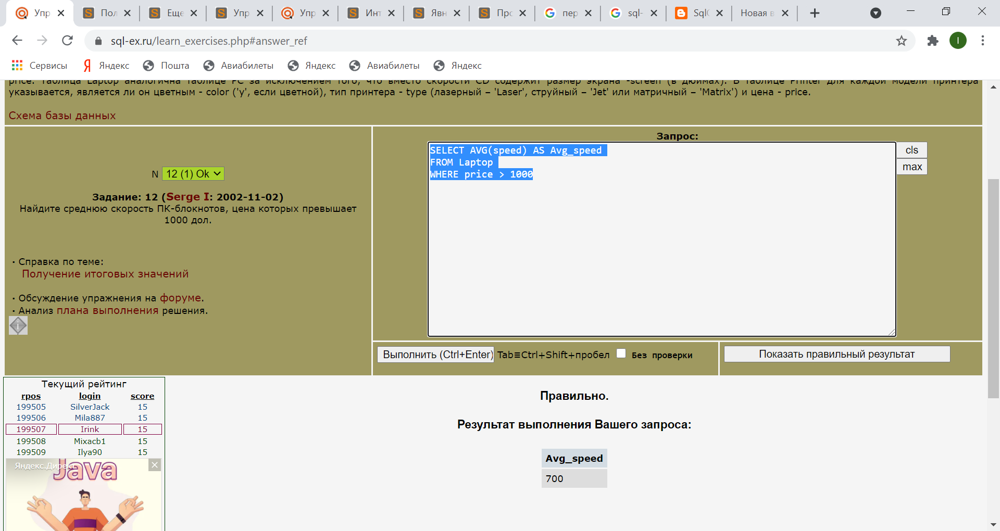 Упр
Пол
Еще
Упр
Упр
Инт
Явн
Прс
пер
sql-
Sql
Новая в
sql-ex.ru/learn_exercises.php#answer_ref
I
Сервисы
Яндекс
Пошта
Авиабилеты
Яндекс
Авиабилеты
Яндекс
price. Таблица Laptop аналогична таблице PC за исключением того, что вместо скорости CD содержит размер экрана -screen (в дюймах). В таблице Printer для каждой модели принтера
указывается, является ли он цветным - color ('y', если цветной), тип принтера - type (лазерный – 'Laser', струйный – 'Jet' или матричный – 'Matrix') и цена - price.
Схема базы данных
N 12 (1) Ok
Задание: 12 (Serge I: 2002-11-02)
Найдите среднюю скорость ПК-блокнотов, цена которых превышает
1000 дол.
· Справка по теме:
Получение итоговых значений
· Обсуждение упражнения на форуме.
· Анализ плана выполнения решения.
Запрос:
SELECT AVG(speed) AS Avg_speed
FROM Laptop
WHERE price > 1000
cls
max
Выполнить (Ctrl+Enter) Tab≡Ctrl+Shift+пробел Без проверки
Показать правильный результат
Текущий рейтинг
rpos login score
199505 SilverJack 15
199506 Mila887 15
199507 Irink 15
199508 Mixacb1 15
199509 Ilya90 15
Яндекс.Директ
Java
Правильно.
Результат выполнения Вашего запроса:
Avg_speed
700